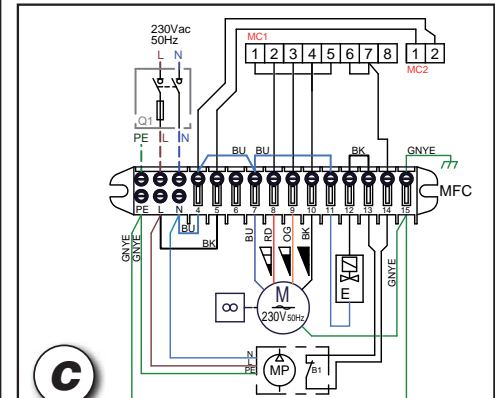 230Vac
50Hz
L N
MC1
1 2 3 4 5 6 7 8
1 2
MC2
Q1
PE L N
BU BU BK GNYE
MFC
PE L N 4 5 6 7 8 9 10 11 12 13 14 15
BU
BK
GNYE
GNYE
BU
RD
OG
BK
GNYE
M
230V 50Hz
8
E
N
L
PE
MP
B1
C